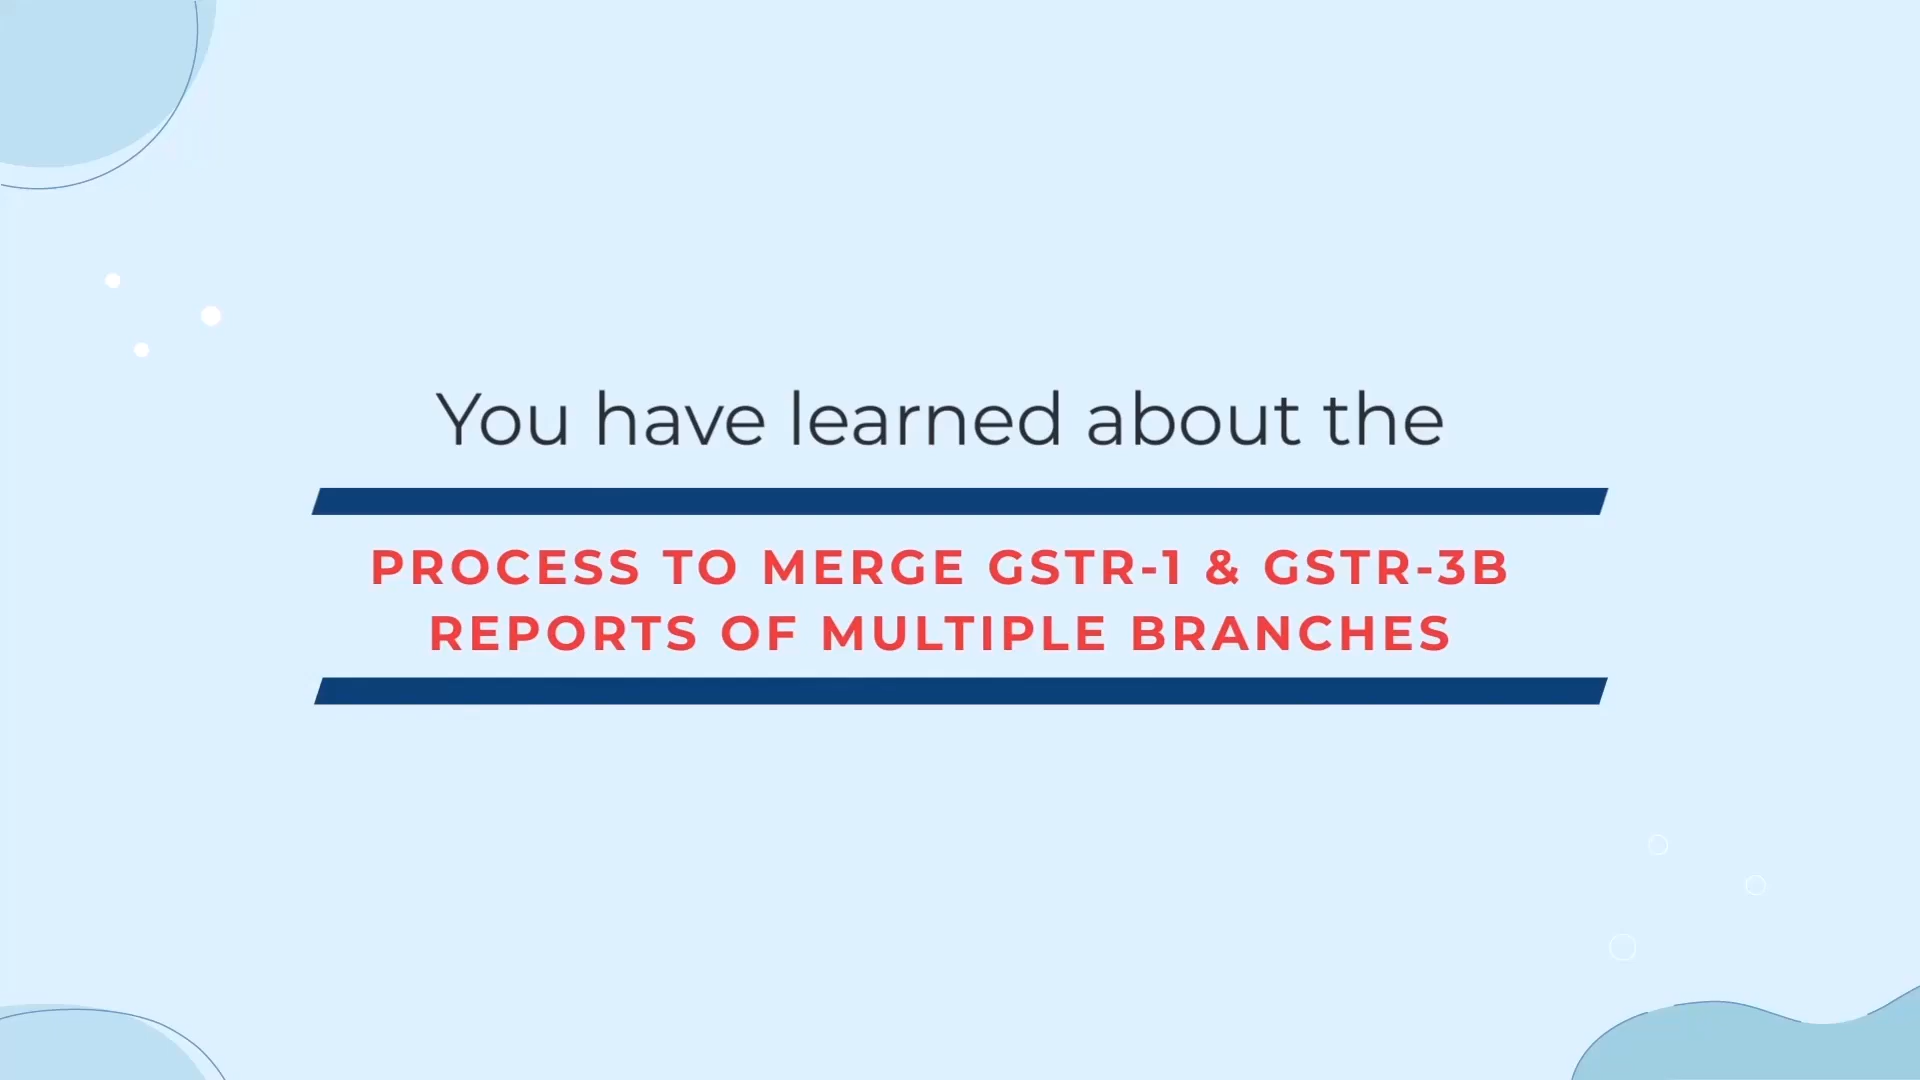 You have learned about the
PROCESS TO MERGE GSTR-1 & GSTR-3B
REPORTS OF MULTIPLE BRANCHES